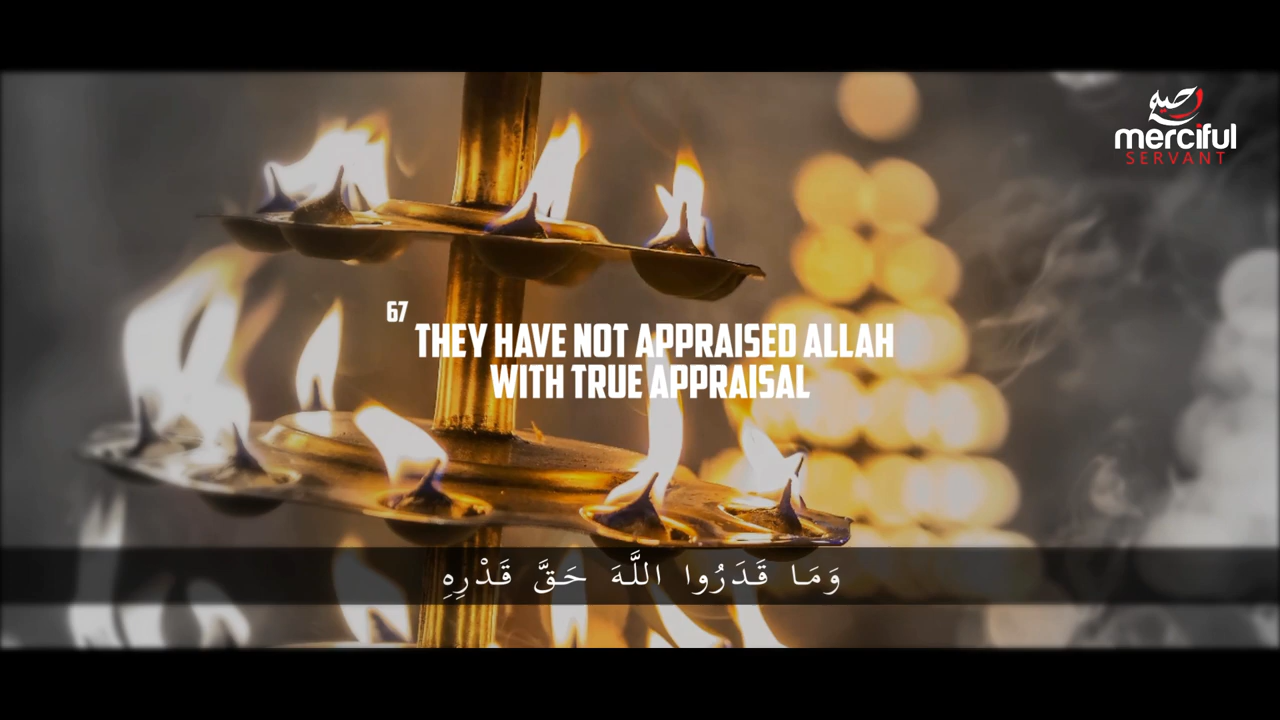 merciful
SERVANT
67
THEY HAVE NOT APPRAISED ALLAH
WITH TRUE APPRAISAL
وَمَا قَدَرُوا اللَّهَ حَقَّ قَدْرِهِ